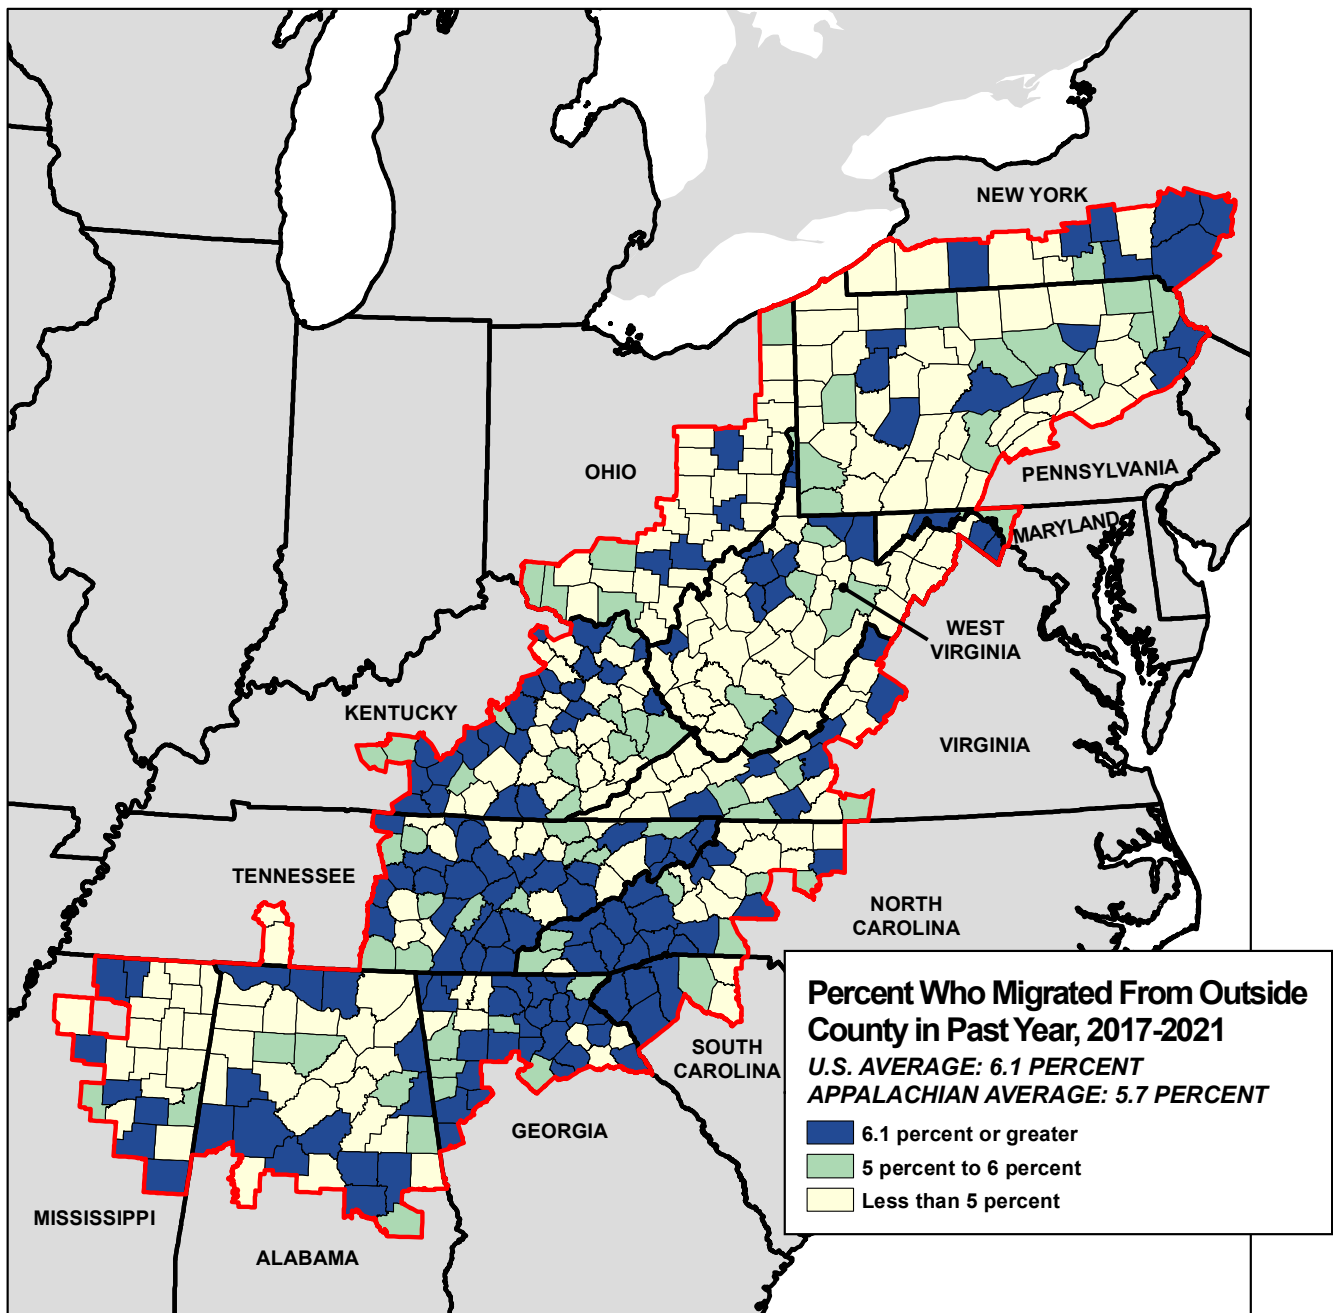 NEW YORK
OHIO
PENNSYLVANIA
MARYLAND
WEST
VIRGINIA
KENTUCKY
VIRGINIA
TENNESSEE
NORTH
CAROLINA
SOUTH
CAROLINA
GEORGIA
MISSISSIPPI
ALABAMA
Percent Who Migrated From Outside
County in Past Year, 2017-2021
U.S. AVERAGE: 6.1 PERCENT
APPALACHIAN AVERAGE: 5.7 PERCENT
6.1 percent or greater
5 percent to 6 percent
Less than 5 percent